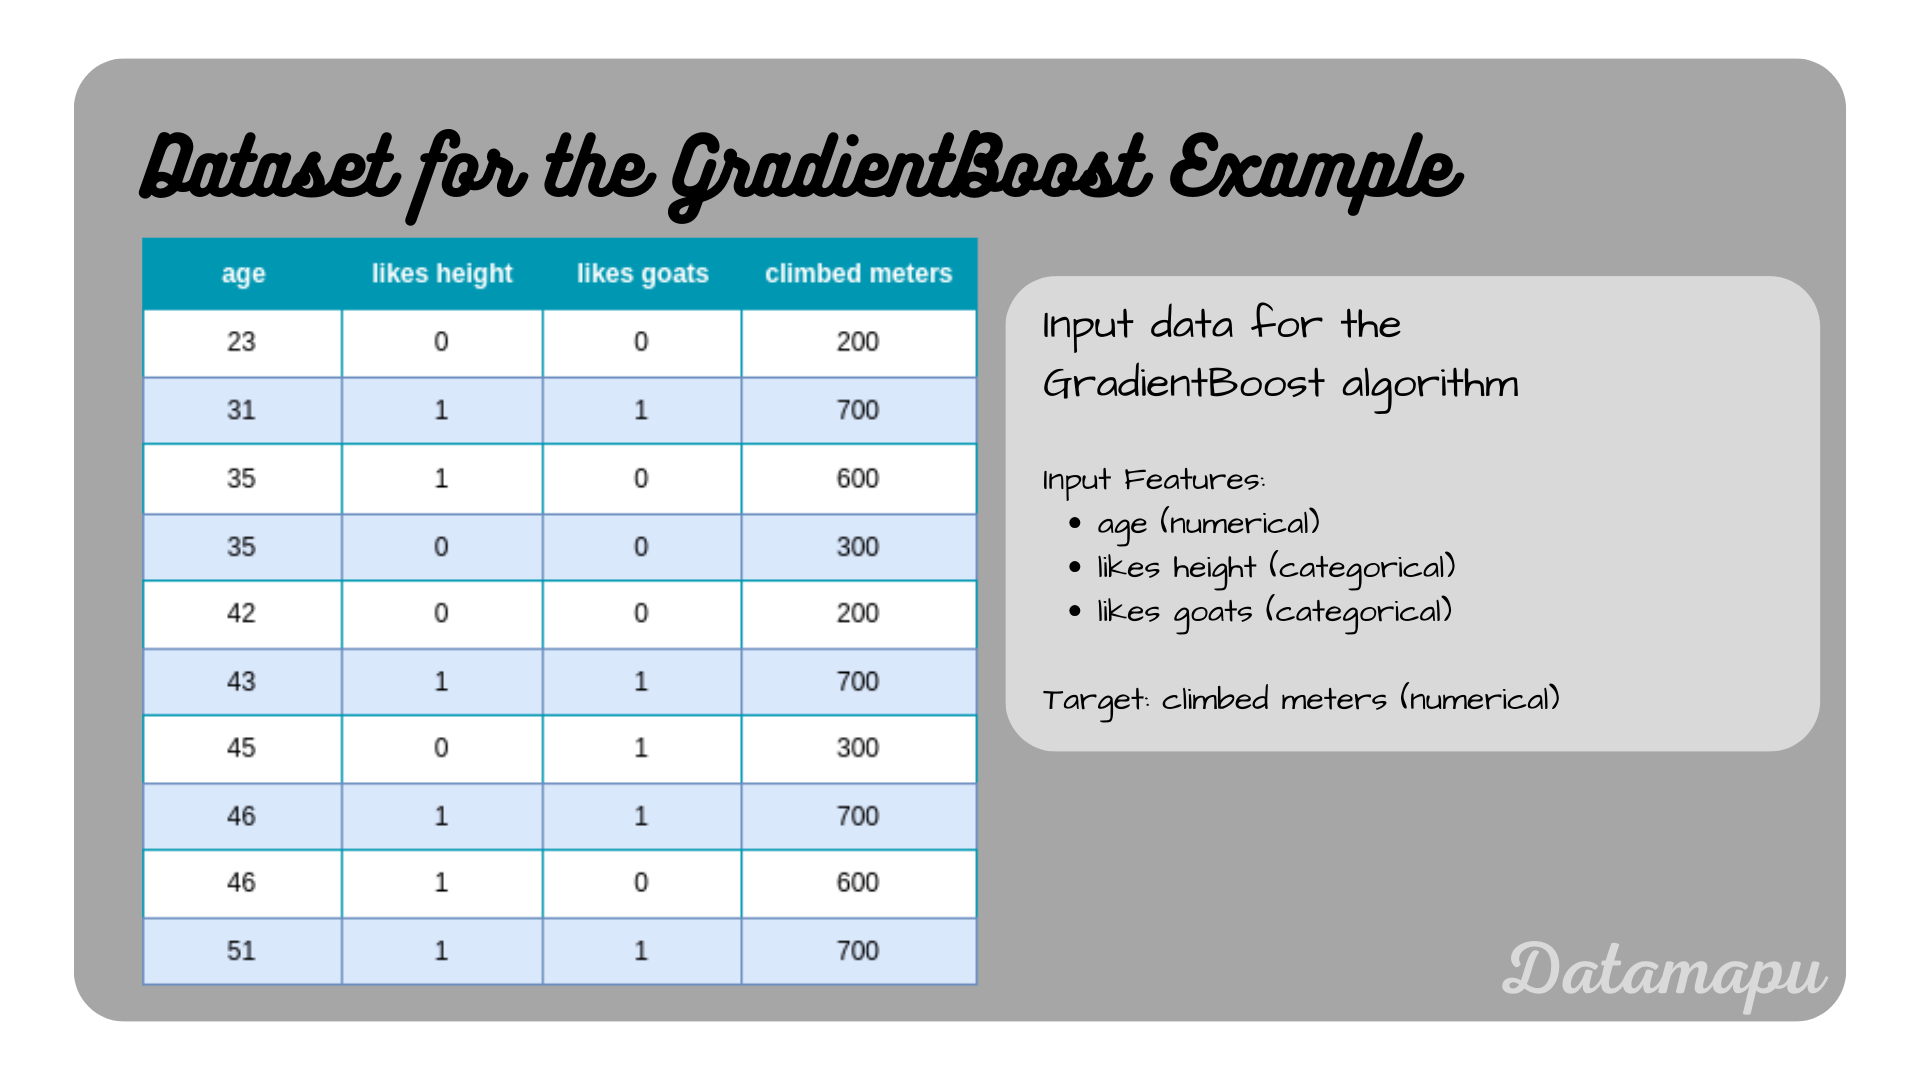 Dataset for the GradientBoost Example
age likes height likes goats climbed meters
23 0 0 200
31 1 1 700
35 1 0 600
35 0 0 300
42 0 0 200
43 1 1 700
45 0 1 300
46 1 1 700
46 1 0 600
51 1 1 700
Input data for the
GradientBoost algorithm
Input Features:
• age (numerical)
• likes height (categorical)
• likes goats (categorical)
Target: climbed meters (numerical)
Datamapu